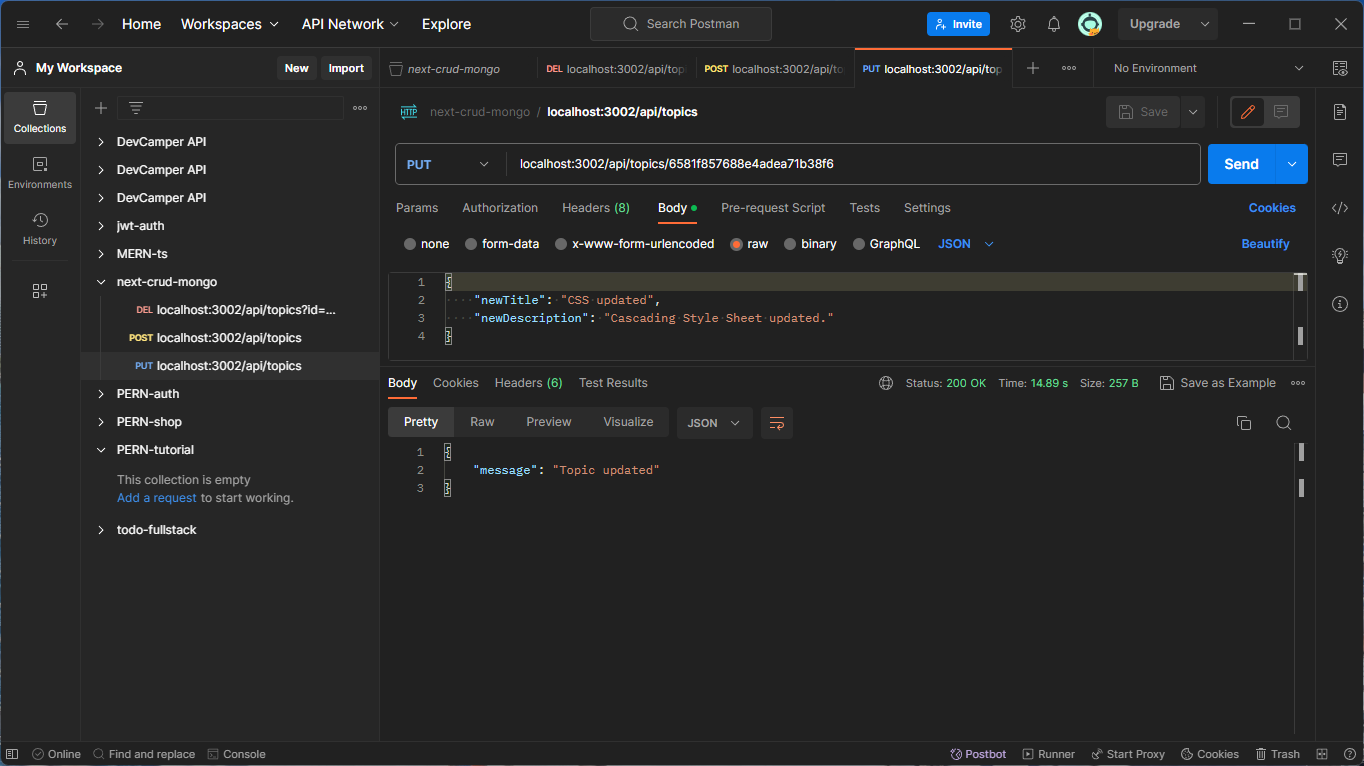 Home Workspaces API Network Explore Search Postman Invite Upgrade
My Workspace New Import next-crud-mongo DEL localhost:3002/api/top POST localhost:3002/api/to PUT localhost:3002/api/top No Environment
Collections
Environments
History
DevCamper API
DevCamper API
DevCamper API
jwt-auth
MERN-ts
next-crud-mongo
DEL localhost:3002/api/topics?id=...
POST localhost:3002/api/topics
PUT localhost:3002/api/topics
PERN-auth
PERN-shop
PERN-tutorial
This collection is empty
Add a request to start working.
todo-fullstack
HTTP next-crud-mongo / localhost:3002/api/topics Save
PUT localhost:3002/api/topics/6581f857688e4adea71b38f6 Send
Params Authorization Headers (8) Body Pre-request Script Tests Settings Cookies
none form-data x-www-form-urlencoded raw binary GraphQL JSON Beautify
1 {
2 "newTitle": "CSS updated",
3 "newDescription": "Cascading Style Sheet updated."
4 }
Body Cookies Headers (6) Test Results Status: 200 OK Time: 14.89 s Size: 257 B Save as Example
Pretty Raw Preview Visualize JSON
1 {
2 "message": "Topic updated"
3 }
Online Find and replace Console Postbot Runner Start Proxy Cookies Trash